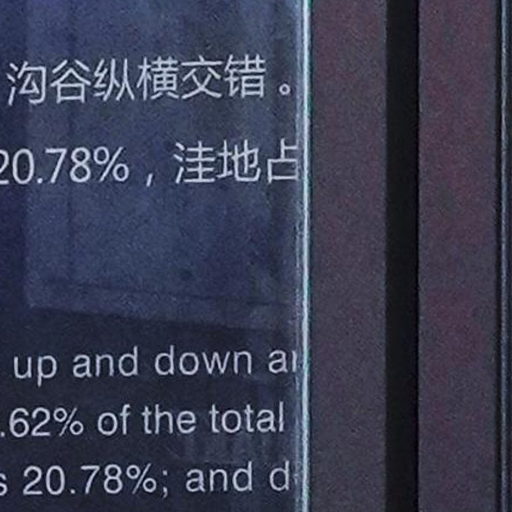 沟谷纵横交错。
20.78%，洼地占
up and down
.62% of the total
20.78%; and